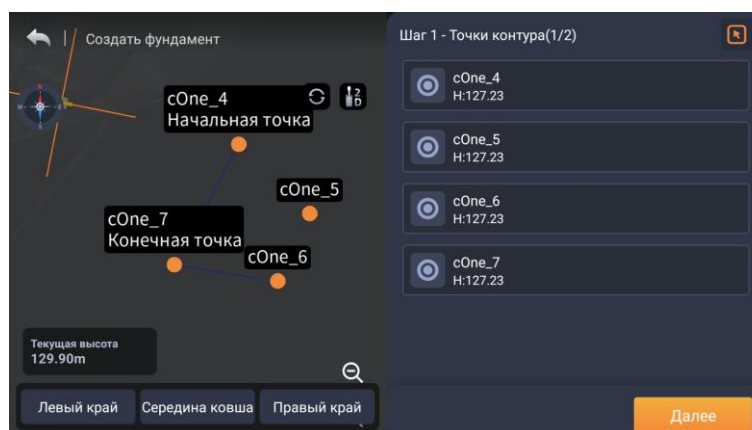 Создать фундамент
cOne_4
Начальная точка
2
D
cOne_5
cOne_7
Конечная точка
cOne_6
Текущая высота
129.90m
Левый край
Середина ковша
Правый край
Шаг 1 - Точки контура(1/2)
cOne_4
H:127.23
cOne_5
H:127.23
cOne_6
H:127.23
cOne_7
H:127.23
Далее